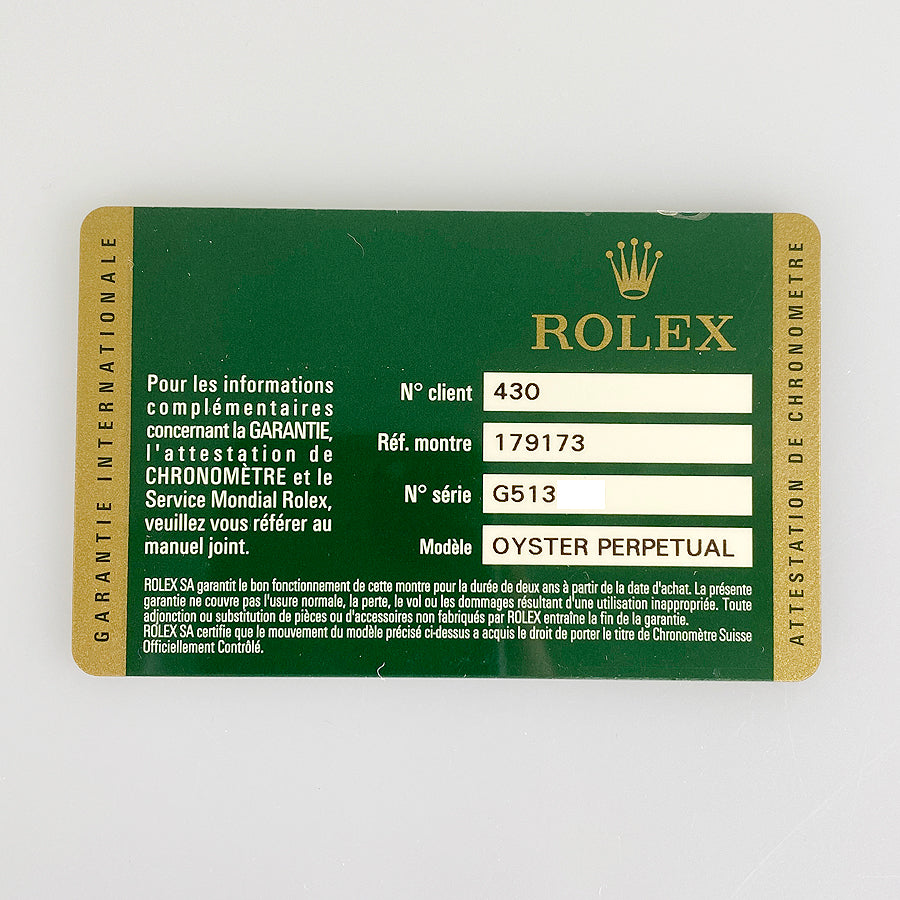 GARANTIE INTERNATIONALE
ROLEX
Pour les informations
complémentaires
concernant la GARANTIE,
l'attestation de
CHRONOMÈTRE et le
Service Mondial Rolex,
veuillez vous référer au
manuel joint.
N° client 430
Réf. montre 179173
N° série G513
Modèle OYSTER PERPETUAL
ROLEX SA garantit le bon fonctionnement de cette montre pour la durée de deux ans à partir de la date d'achat. La présente
garantie ne couvre pas l'usure normale, la perte, le vol ou les dommages résultant d'une utilisation inappropriée. Toute
adjonction ou substitution de pièces ou d'accessoires non fabriqués par ROLEX entraîne la fin de la garantie.
ROLEX SA certifie que le mouvement du modèle précisé ci-dessus a acquis le droit de porter le titre de Chronomètre Suisse
Officiellement Contrôlé.
ATTESTATION DE CHRONOMETRE